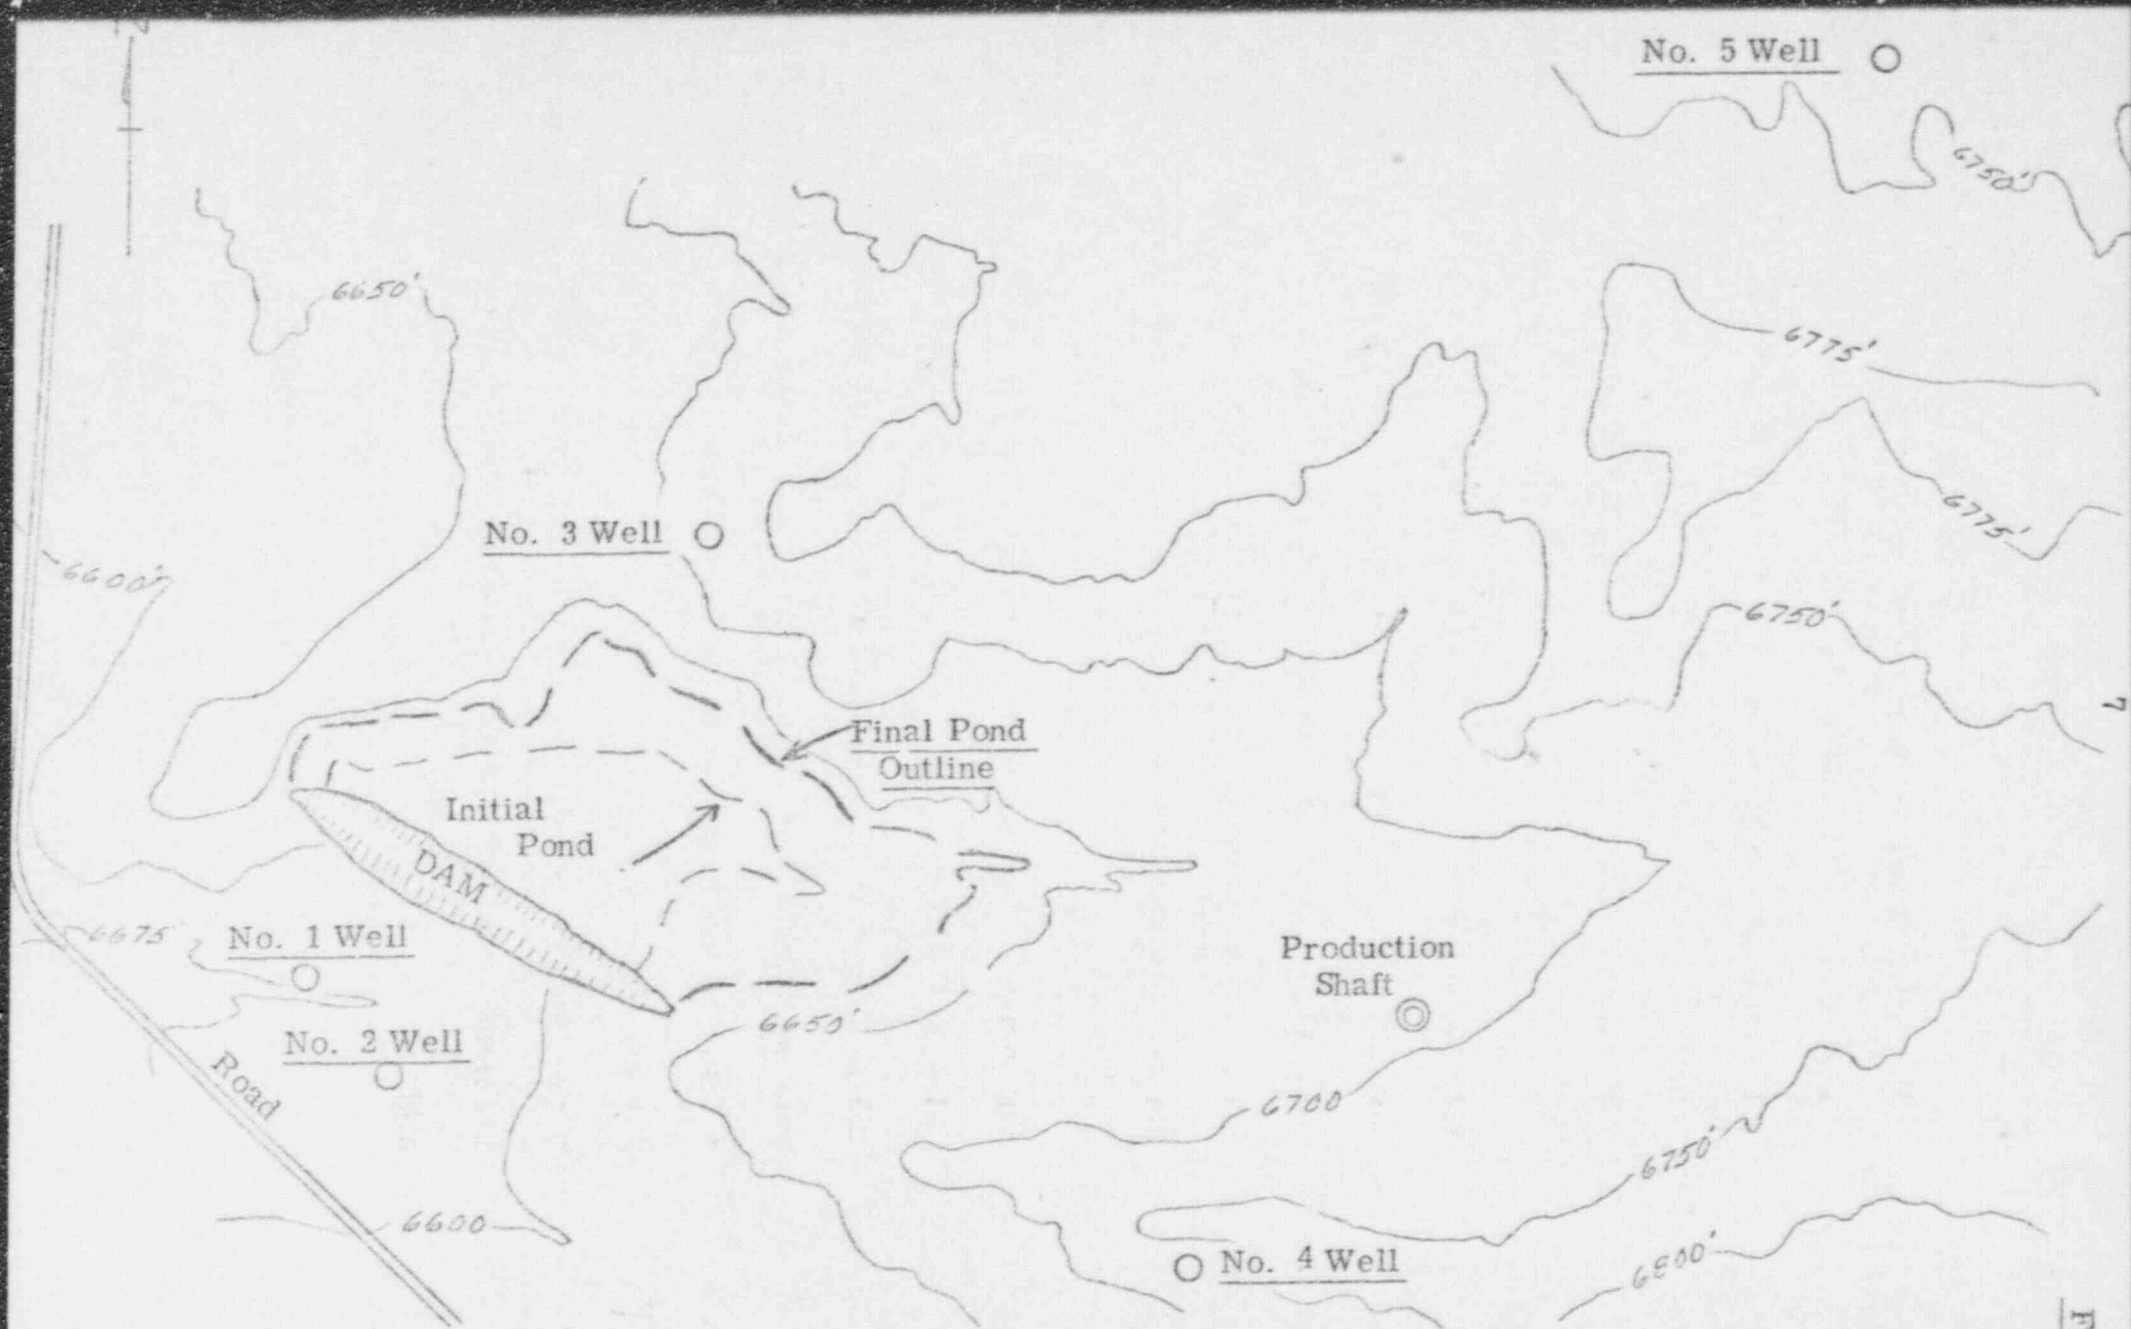 N
No. 5 Well
6750'
6650'
6775'
No. 3 Well
6775'
6600'
6750'
7
Final Pond
Outline
Initial
Pond
DAM
6675
No. 1 Well
Production
Shaft
6650'
No. 2 Well
Road
6700
6750'
6600
No. 4 Well
6800'